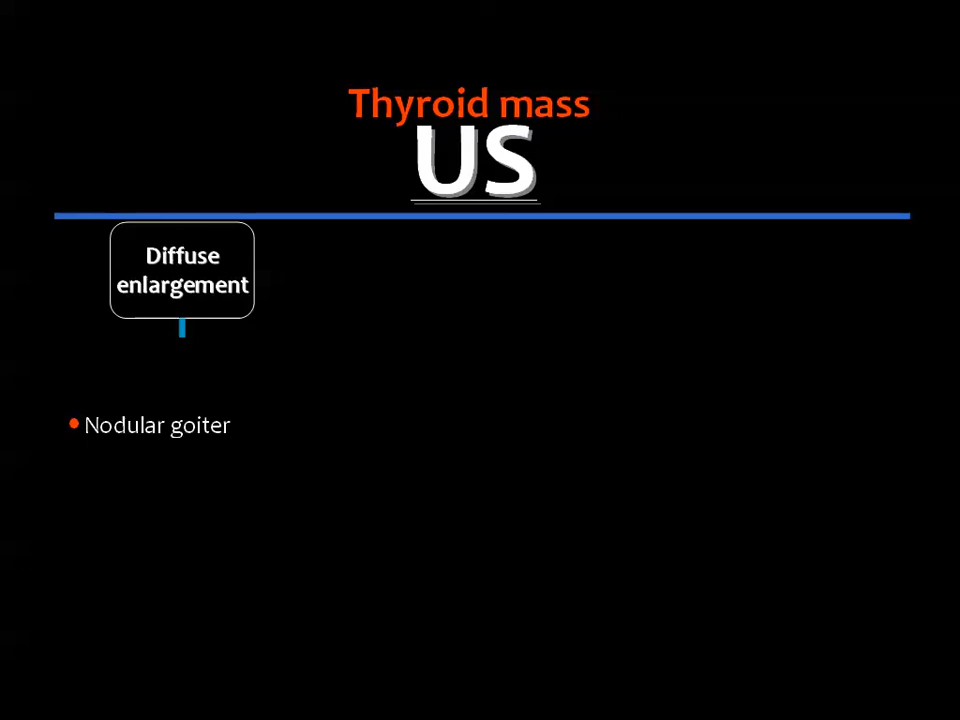 Thyroid mass
US
Diffuse
enlargement
• Nodular goiter